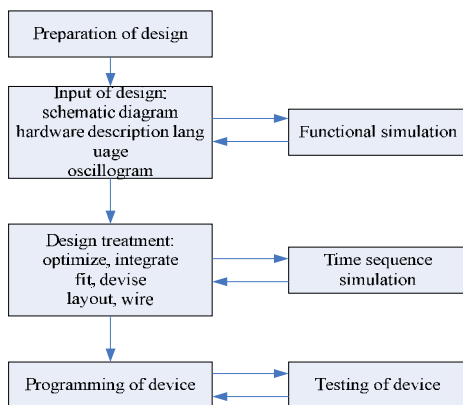 Preparation of design
Input of design:
schematic diagram
hardware description lang
uage
oscillogram
Functional simulation
Design treatment:
optimize, integrate
fit, devise
layout, wire
Time sequence
simulation
Programming of device
Testing of device